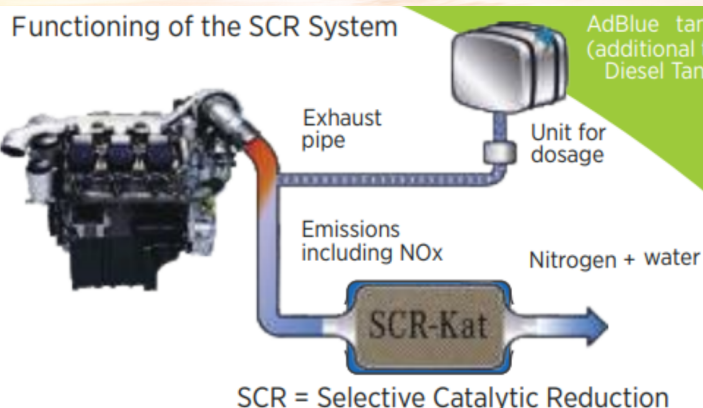 Functioning of the SCR System
AdBlue
(additional
Diesel
Exhaust
pipe
Unit for
dosage
Emissions
including NOx
Nitrogen + water
SCR-Kat
SCR = Selective Catalytic Reduction